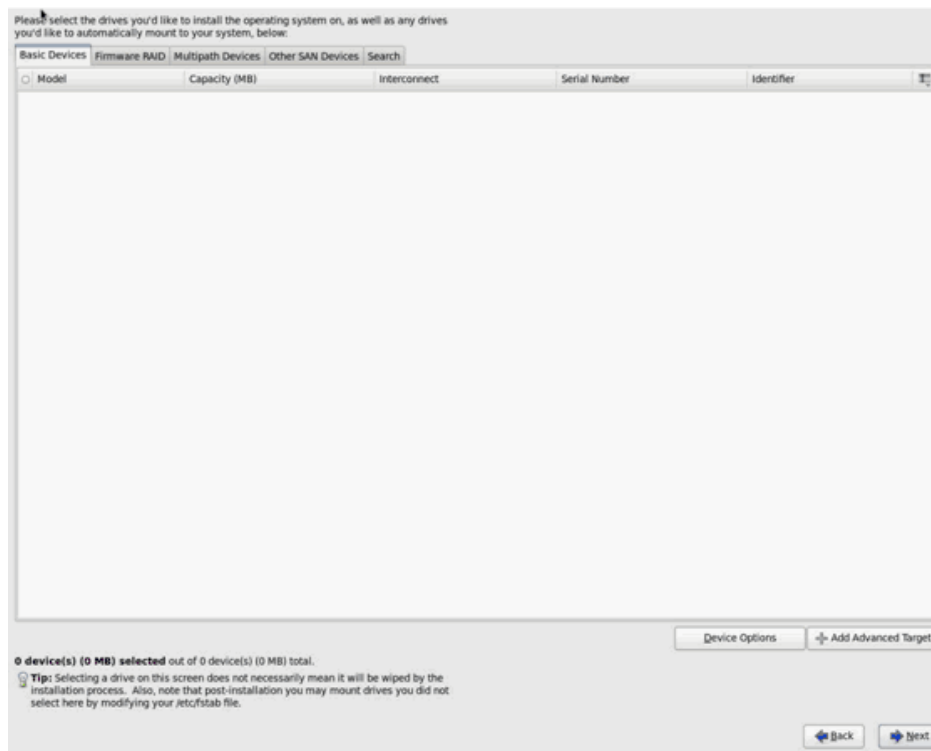 Please select the drives you'd like to install the operating system on, as well as any drives
you'd like to automatically mount to your system, below:
Basic Devices Firmware RAID Multipath Devices Other SAN Devices Search
Model Capacity (MB) Interconnect Serial Number Identifier
Device Options Add Advanced Target
0 device(s) (0 MB) selected out of 0 device(s) (0 MB) total.
Tip: Selecting a drive on this screen does not necessarily mean it will be wiped by the
installation process. Also, note that post-installation you may mount drives you did not
select here by modifying your /etc/fstab file.
Back Next